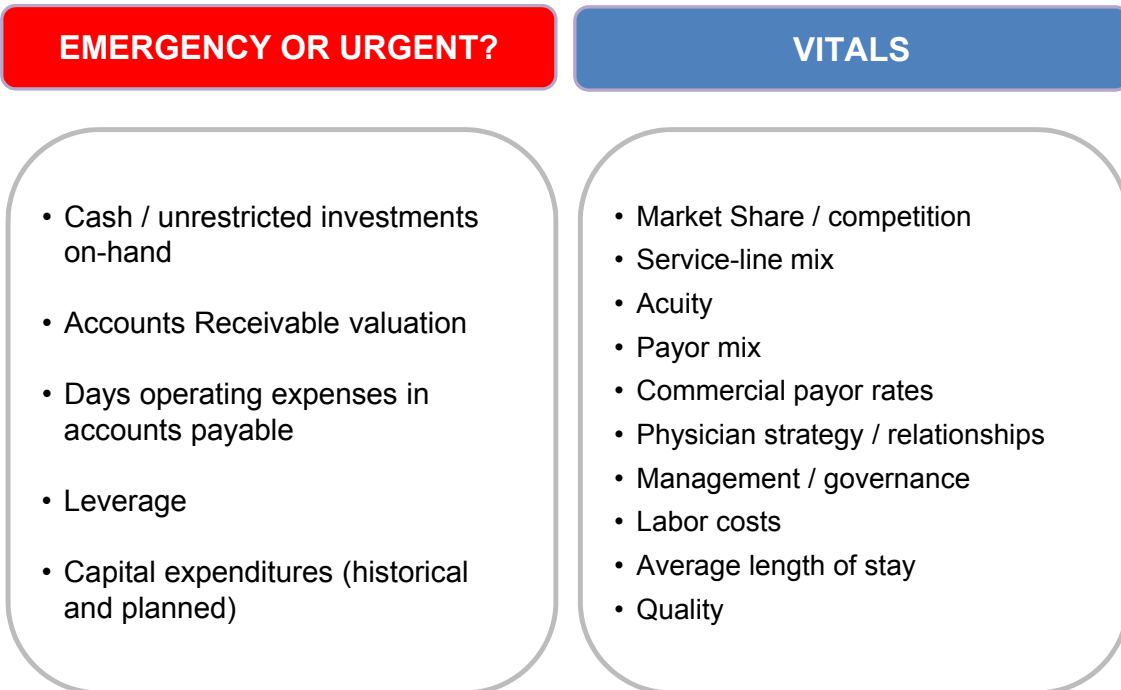 EMERGENCY OR URGENT?
• Cash / unrestricted investments
on-hand
• Accounts Receivable valuation
• Days operating expenses in
accounts payable
• Leverage
• Capital expenditures (historical
and planned)
VITALS
• Market Share / competition
• Service-line mix
• Acuity
• Payor mix
• Commercial payor rates
• Physician strategy / relationships
• Management / governance
• Labor costs
• Average length of stay
• Quality